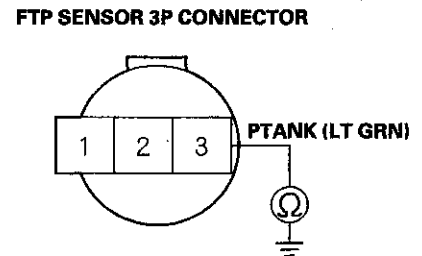 FTP SENSOR 3P CONNECTOR
1 2 3
PTANK (LT GRN)
Ω